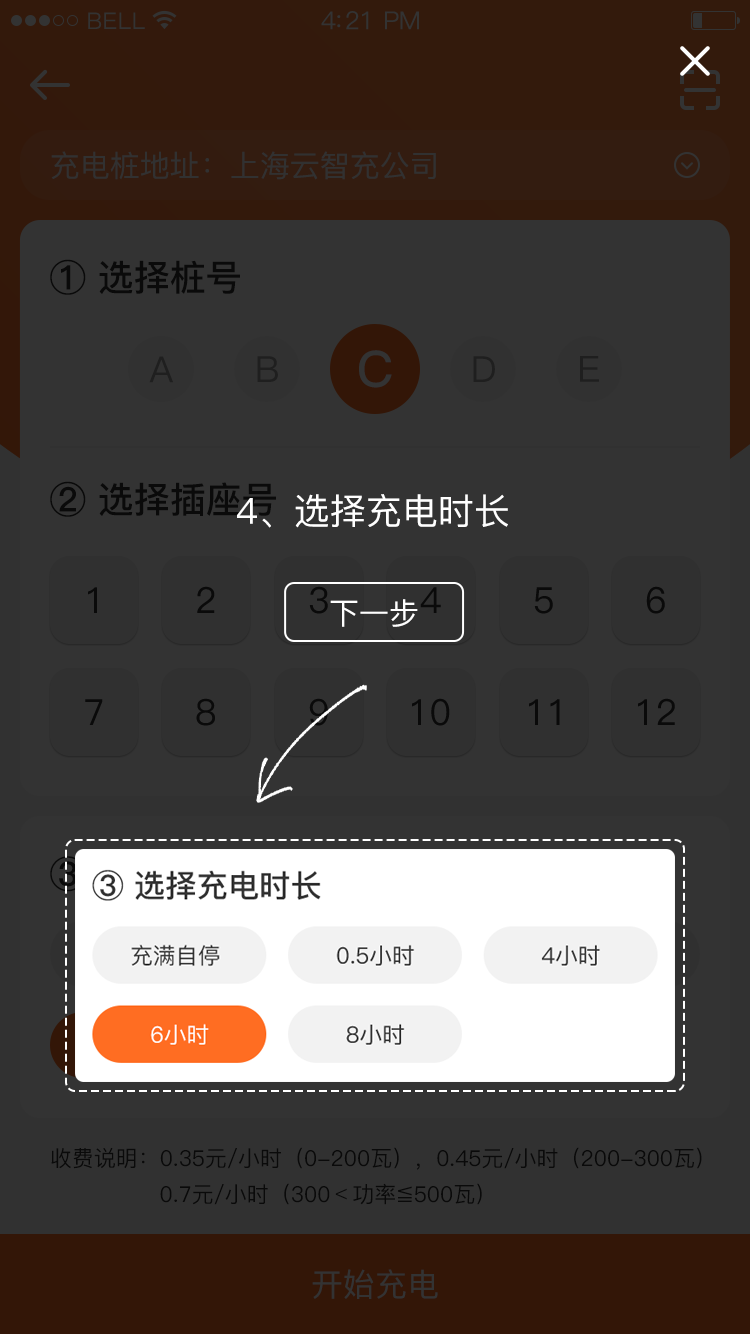 BELL 4:21 PM
充电桩地址：上海云智充公司
① 选择桩号
A B C D E
② 选择插座号
4、选择充电时长
1 2 3 4 5 6
下一步
7 8 9 10 11 12
③
③ 选择充电时长
充满自停 0.5小时 4小时
6小时 8小时
收费说明：0.35元/小时（0-200瓦），0.45元/小时（200-300瓦）
0.7元/小时（300＜功率≦500瓦）
开始充电